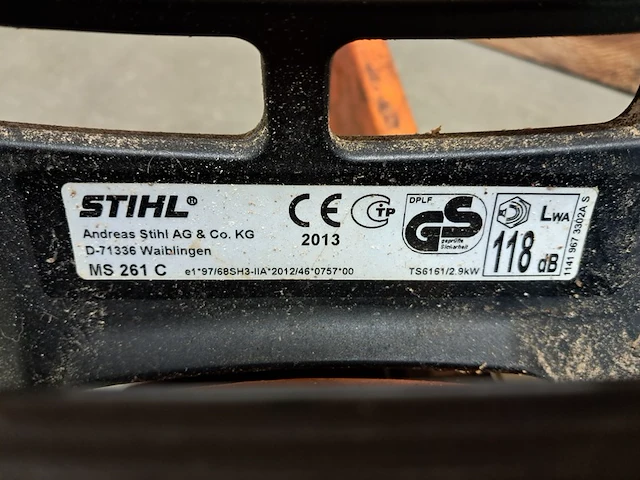 STIHL®
Andreas Stihl AG & Co. KG
D-71336 Waiblingen
MS 261 C
e1*97/68SH3-IIA*2012/46*0757*00
CE
2013
CTP
DPLF
GS
geprüfte
Sicherheit
TS6161/2.9kW
LWA
118 dB
1141 967 3302A S